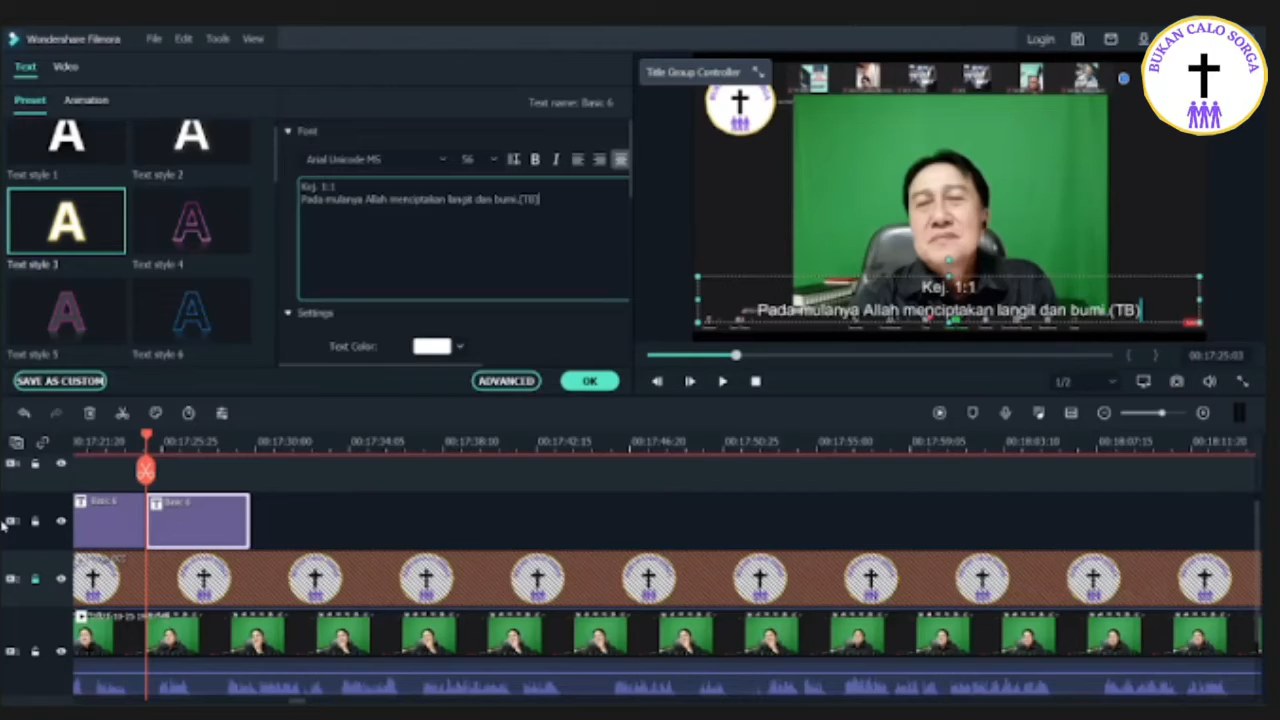 Wondershare Filmora
File Edit Tools View
Login
BUKAN CALO SORGA
Text Video
Preset Animation
Text name: Basic 6
Title Group Controller
Font
Arial Unicode MS 56 B I
Kej. 1:1
Pada mulanya Allah menciptakan langit dan bumi.(TB)
A A
Text style 1 Text style 2
A A
Text style 3 Text style 4
A A
Text style 5 Text style 6
Settings
Text Color:
Kej. 1:1
Pada mulanya Allah menciptakan langit dan bumi.(TB)
SAVE AS CUSTOM
ADVANCED
OK
00:17:25:03
1/2
00:17:21:20 00:17:25:25 00:17:30:00 00:17:34:05 00:17:38:10 00:17:42:15 00:17:46:20 00:17:50:25 00:17:55:00 00:17:59:05 00:18:03:10 00:18:07:15 00:18:11:20
T Basic 6 T Basic 6